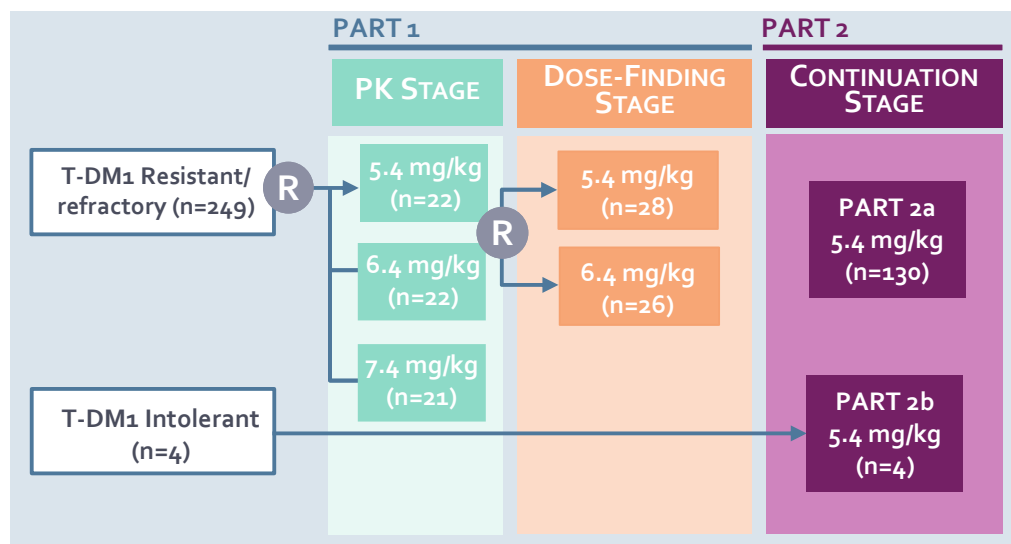 PART 1
PART 2
PK STAGE
DOSE-FINDING
STAGE
CONTINUATION
STAGE
T-DM1 Resistant/
refractory (n=249)
R
5.4 mg/kg
(n=22)
6.4 mg/kg
(n=22)
7.4 mg/kg
(n=21)
R
5.4 mg/kg
(n=28)
6.4 mg/kg
(n=26)
PART 2a
5.4 mg/kg
(n=130)
T-DM1 Intolerant
(n=4)
PART 2b
5.4 mg/kg
(n=4)